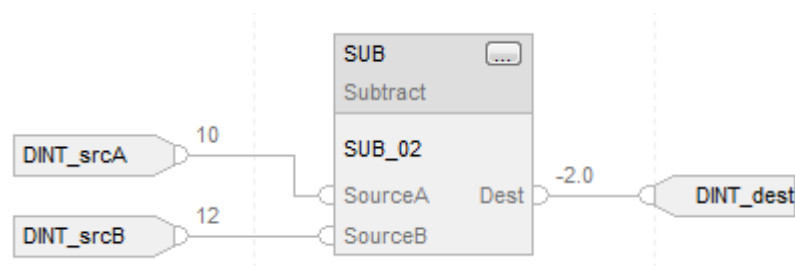 SUB ...
Subtract
10
DINT_srcA
SUB_02
-2.0
SourceA Dest DINT_dest
12
DINT_srcB SourceB